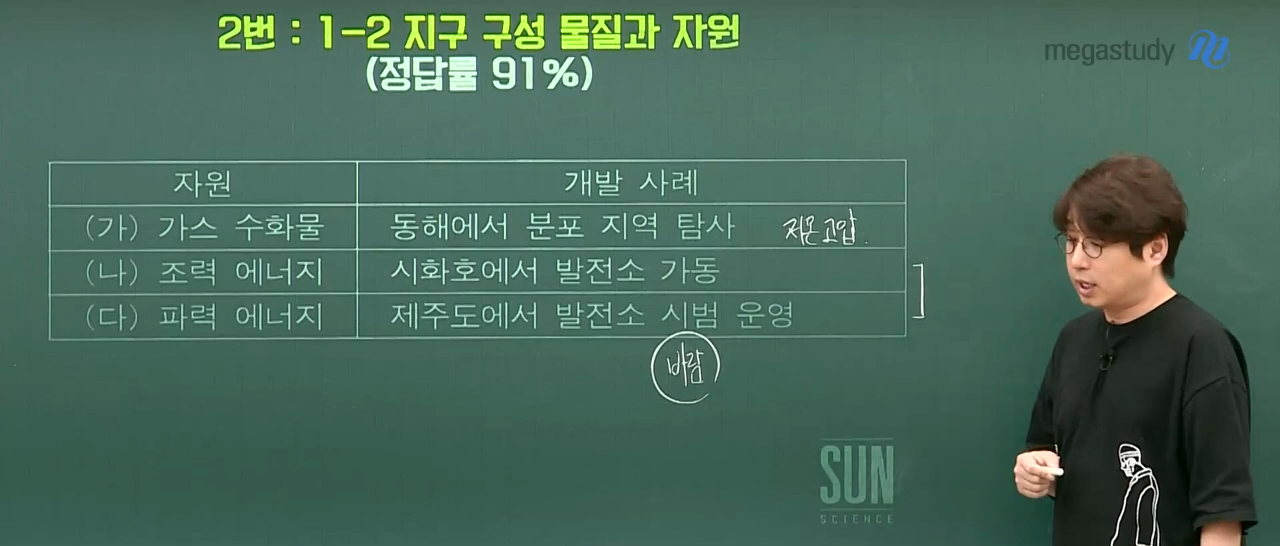 2번 : 1-2 지구 구성 물질과 자원
(정답률 91%)
megastudy
자원 개발 사례
(가) 가스 수화물 동해에서 분포 지역 탐사 저온 고압.
(나) 조력 에너지 시화호에서 발전소 가동
(다) 파력 에너지 제주도에서 발전소 시범 운영
바람
SUN
SCIENCE